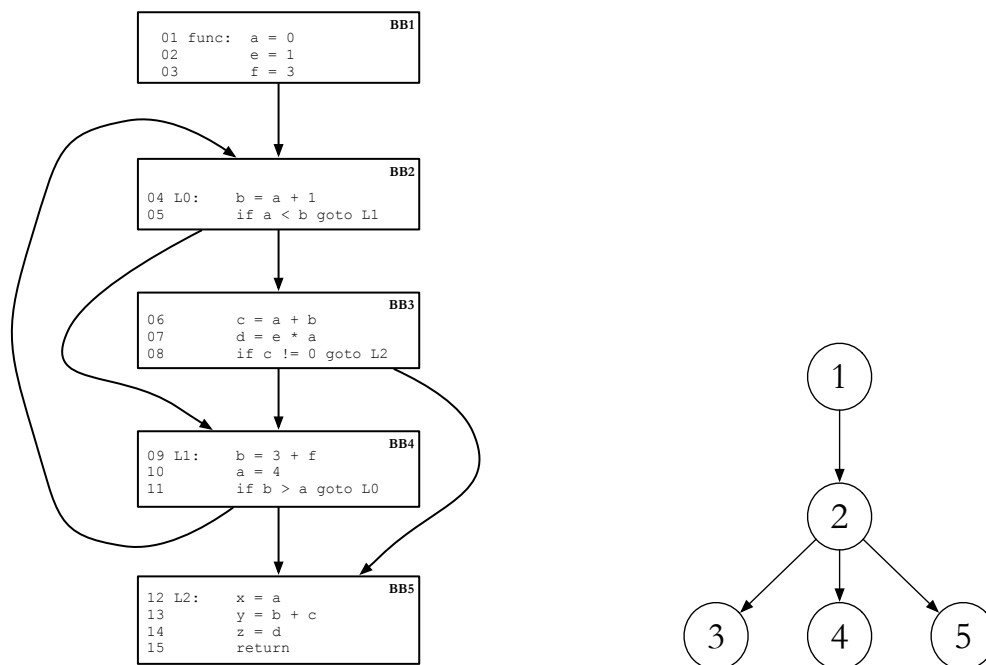 BB1
01 func: a = 0
02 e = 1
03 f = 3
BB2
04 L0: b = a + 1
05 if a < b goto L1
BB3
06 c = a + b
07 d = e * a
08 if c != 0 goto L2
BB4
09 L1: b = 3 + f
10 a = 4
11 if b > a goto L0
BB5
12 L2: x = a
13 y = b + c
14 z = d
15 return
1
2
3 4 5